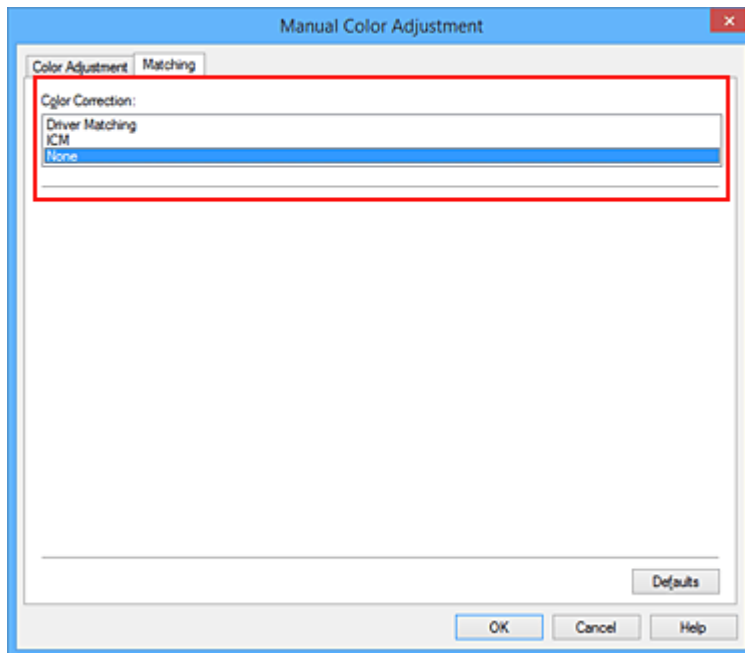 Manual Color Adjustment
Color Adjustment Matching
Color Correction:
Driver Matching
ICM
None
Defaults
OK Cancel Help